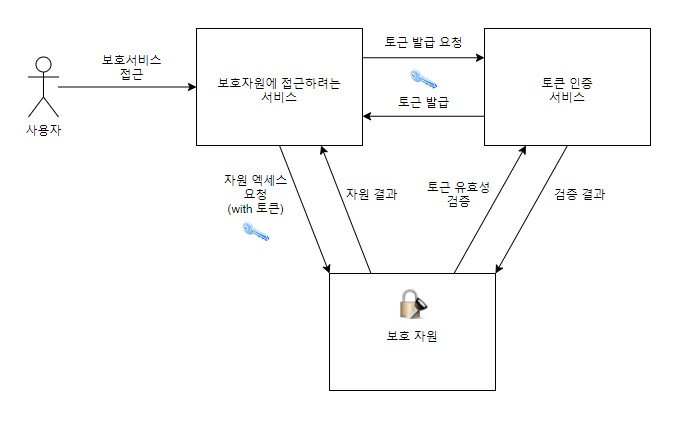 보호서비스
접근
사용자
보호자원에 접근하려는
서비스
토근 발급 요청
토근 발급
토큰 인증
서비스
자원 엑세스
요청
(with 토큰)
자원 결과
토근 유효성
검증
검증 결과
보호 자원